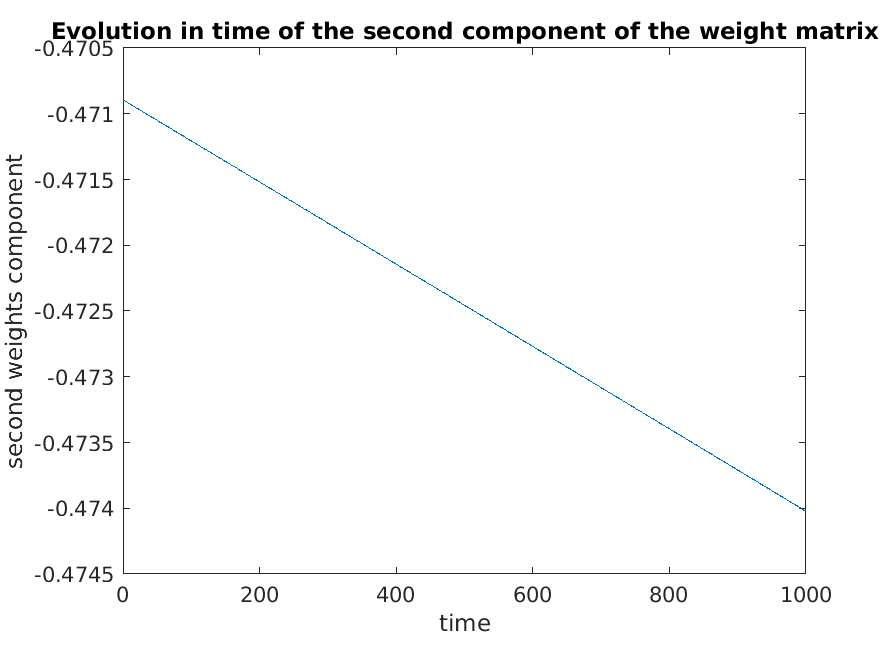 Evolution in time of the second component of the weight matrix
-0.4705
-0.471
-0.4715
-0.472
-0.4725
-0.473
-0.4735
-0.474
-0.4745
second weights component
0 200 400 600 800 1000
time